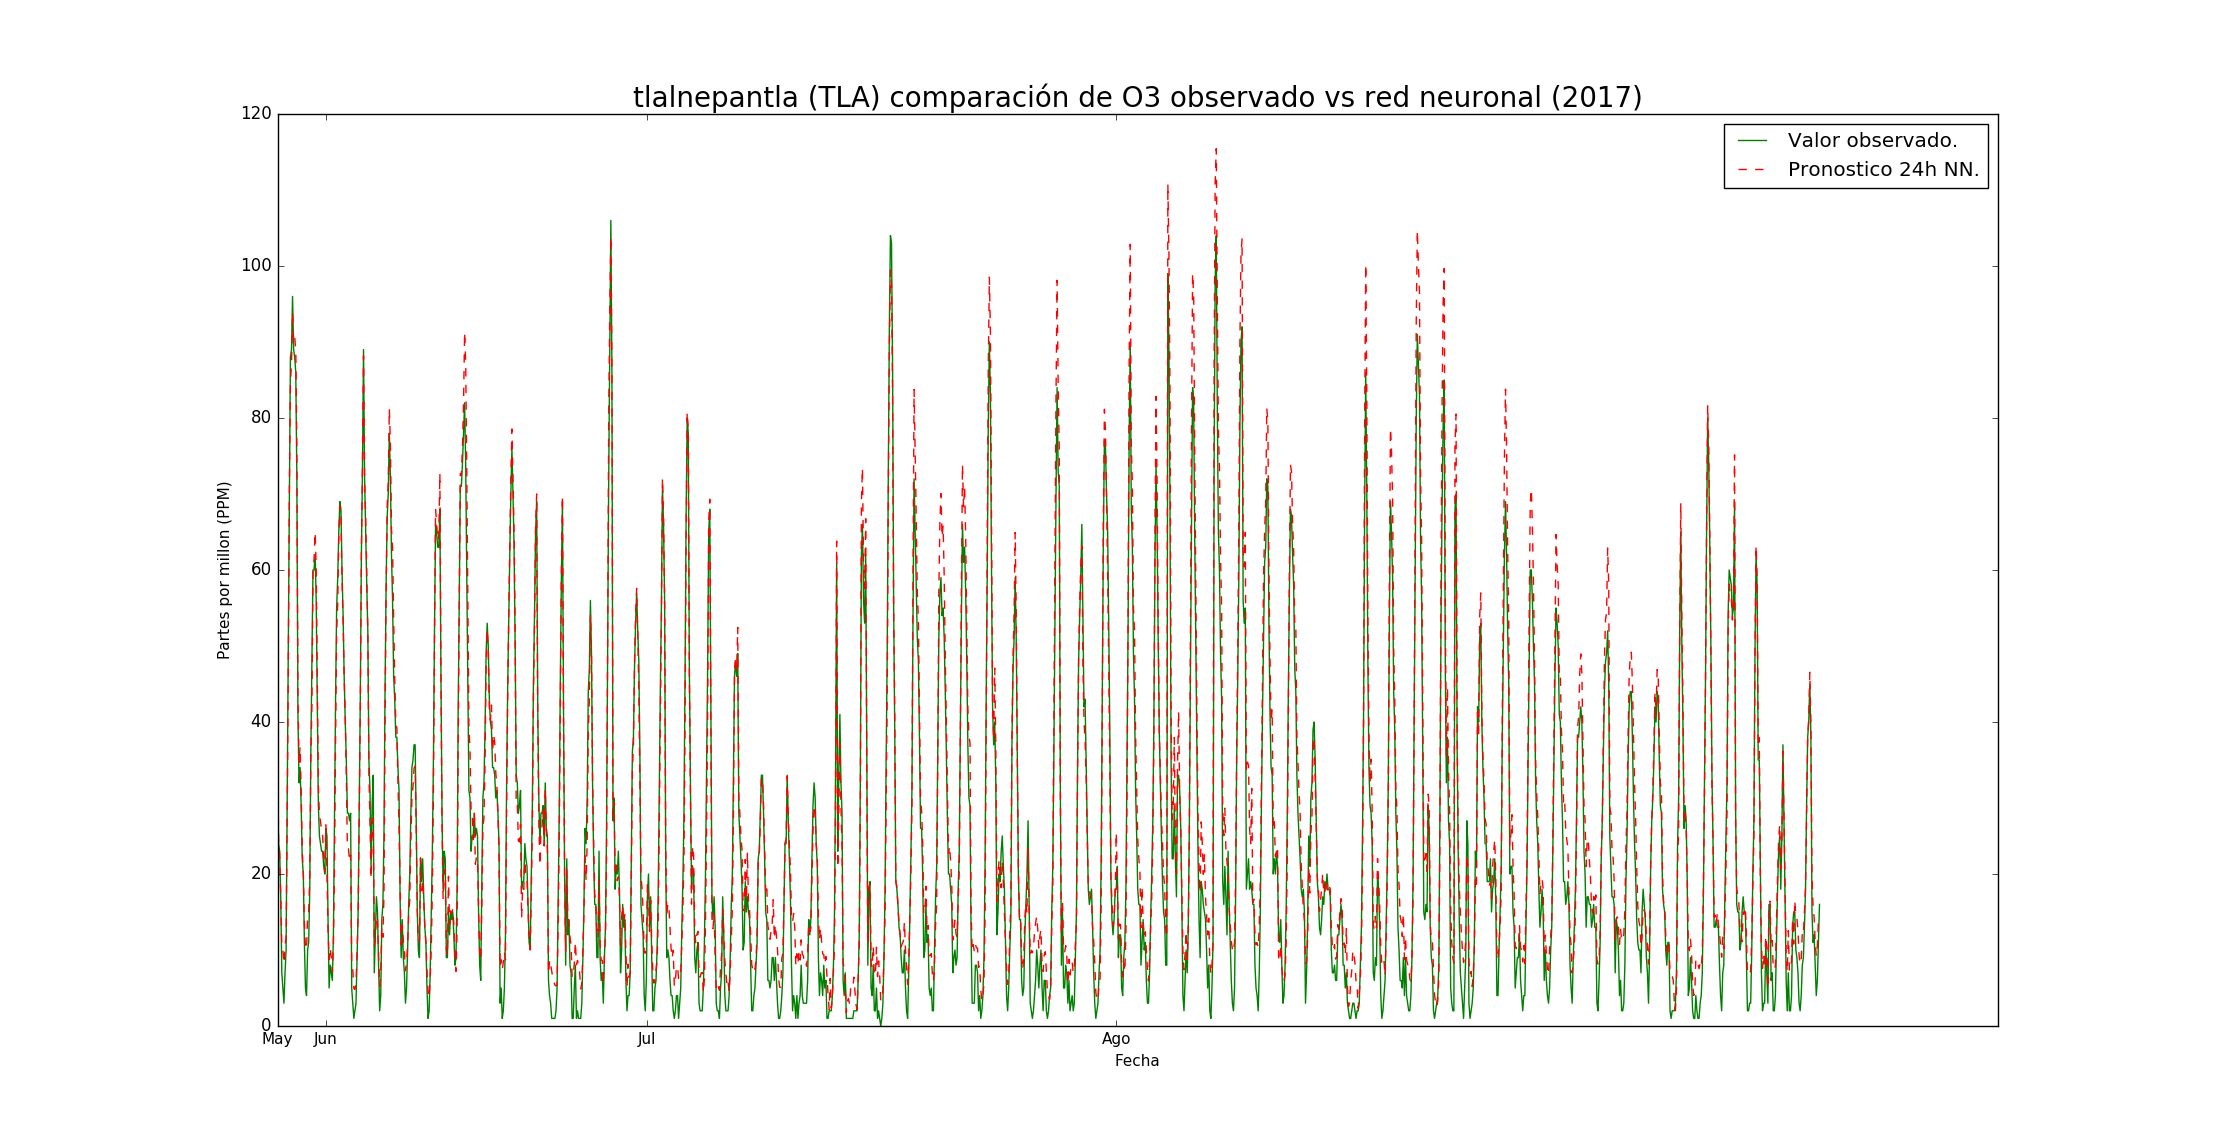 tlalnepantla (TLA) comparación de O3 observado vs red neuronal (2017)
120
100
80
60
40
20
0
Partes por millon (PPM)
Valor observado.
Pronostico 24h NN.
May Jun Jul Ago
Fecha